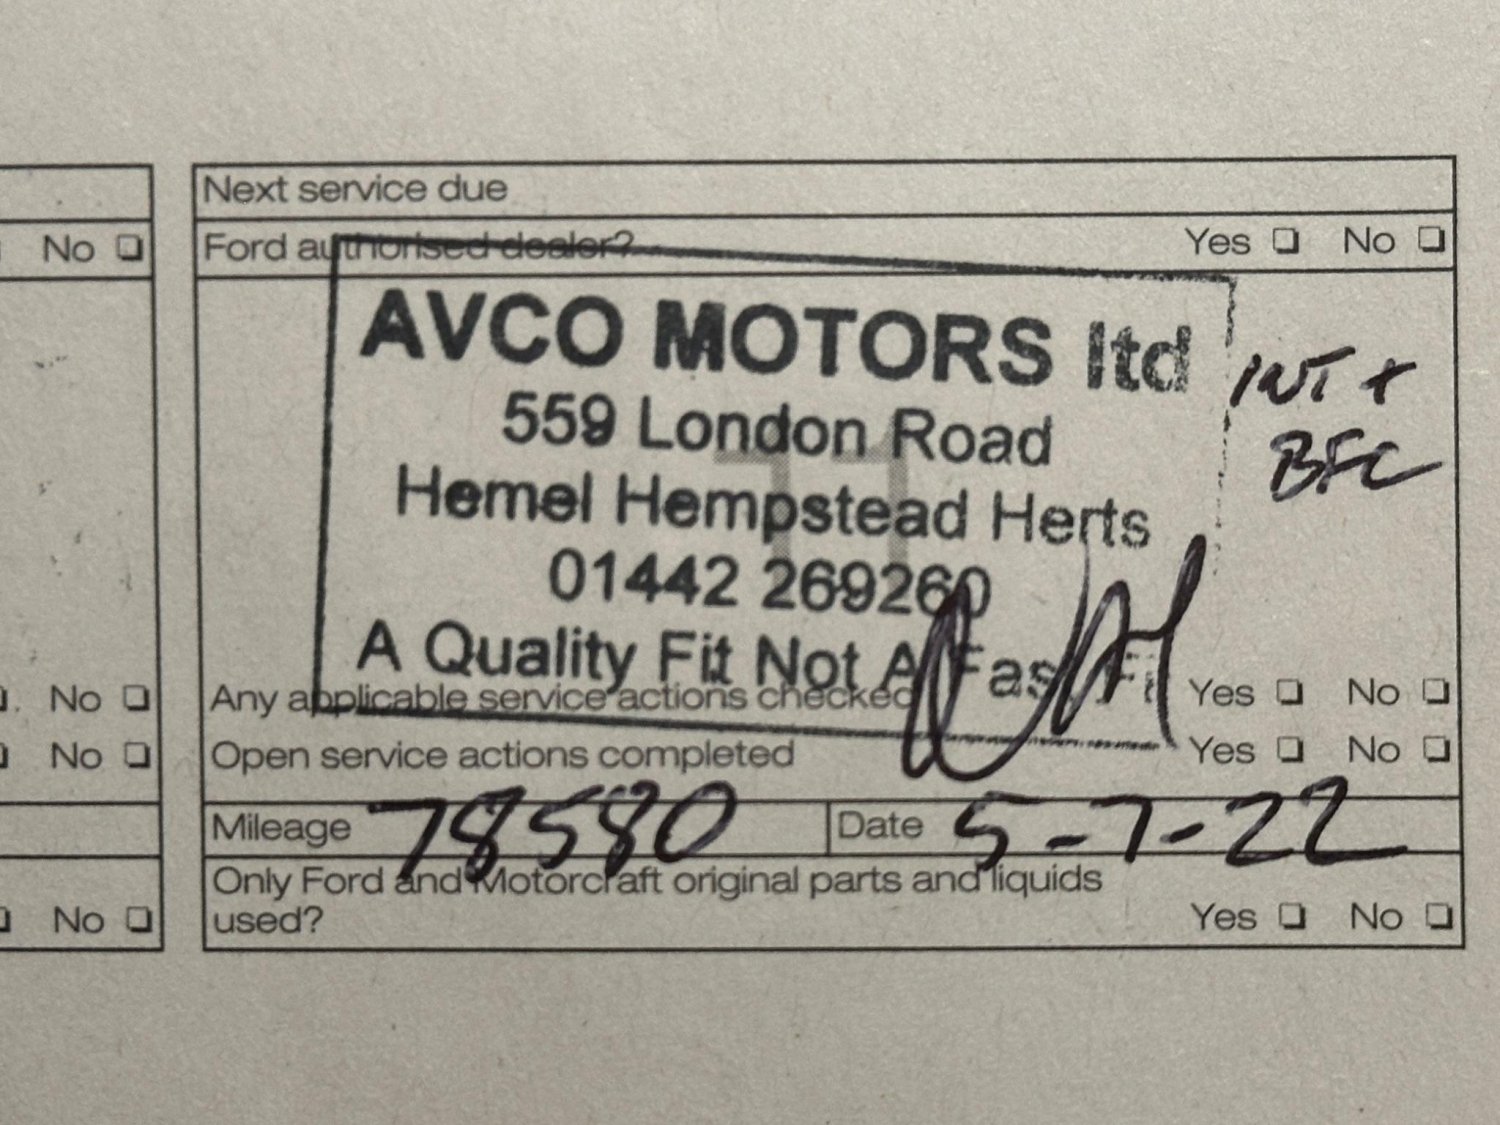 Next service due
No ❏ Ford authorised dealer? Yes ❏ No ❏
AVCO MOTORS ltd
559 London Road
Hemel Hempstead Herts
01442 269260
A Quality Fit Not A Fast Fit
INT +
BFC
No ❏ Any applicable service actions checked Yes ❏ No ❏
No ❏ Open service actions completed Yes ❏ No ❏
Mileage 78580 Date 5-7-22
Only Ford and Motorcraft original parts and liquids
No ❏ used? Yes ❏ No ❏